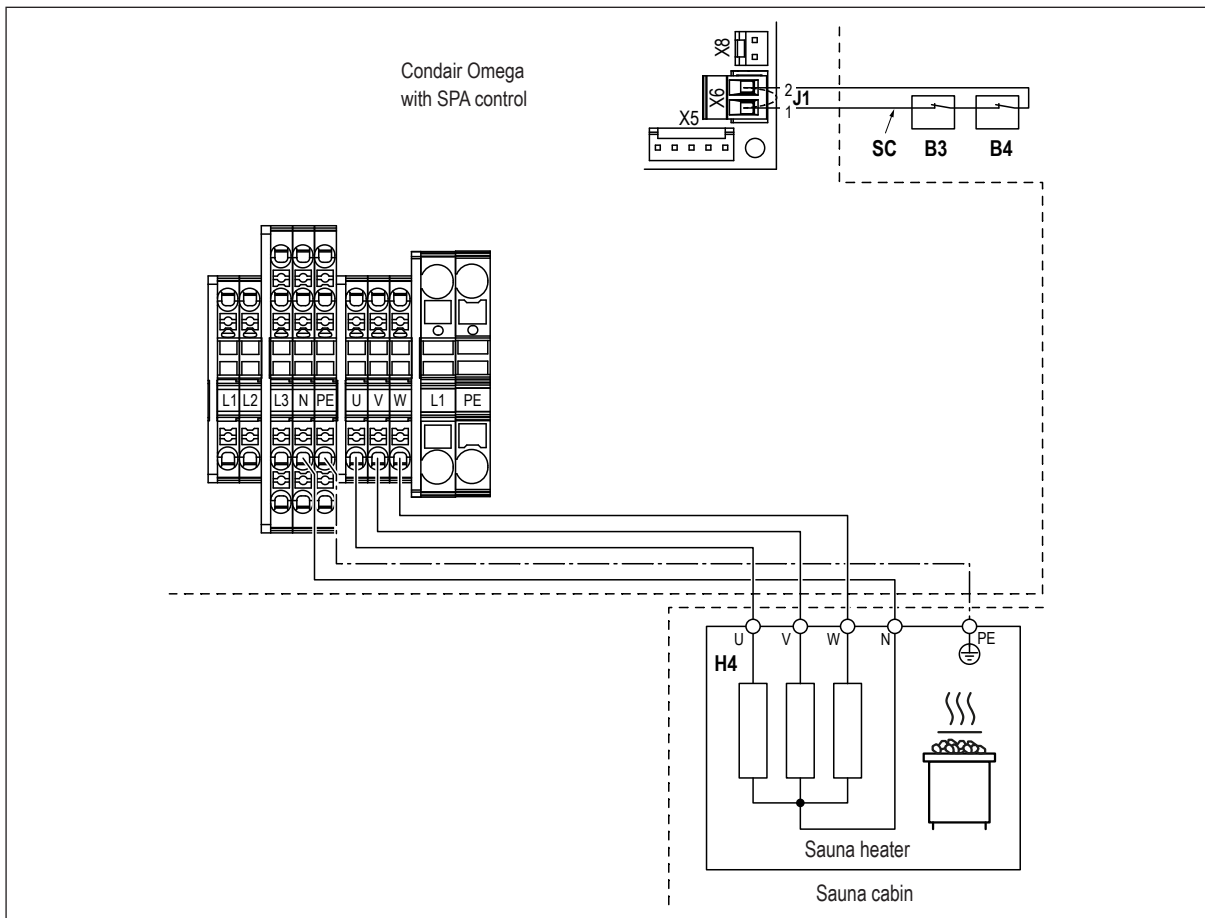 Condair Omega
with SPA control
X8
X6
2
J1
1
X5
SC B3 B4
L1 L2 L3 N PE U V W L1 PE
U V W N PE
H4
Sauna heater
Sauna cabin